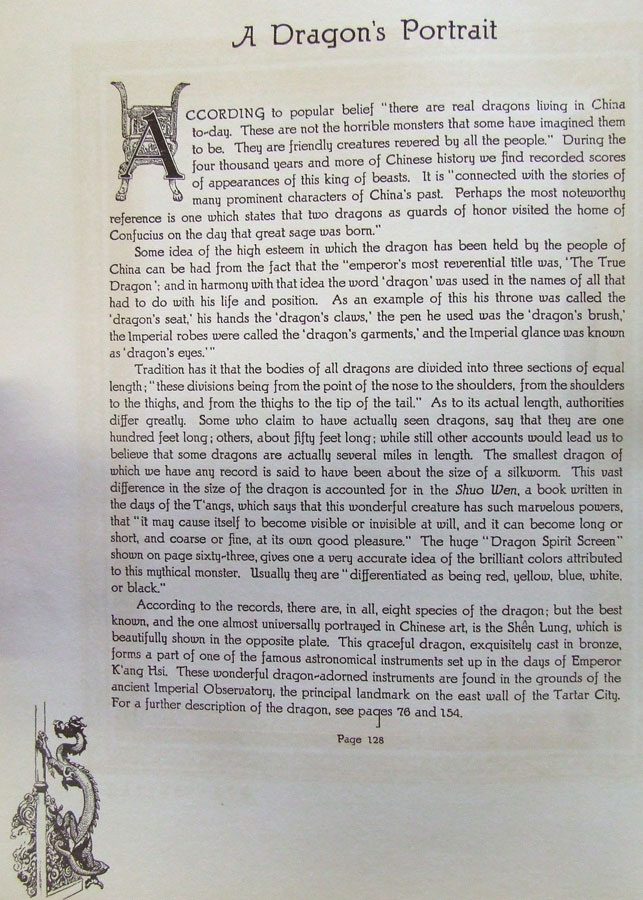 A Dragon's Portrait
ACCORDING to popular belief "there are real dragons living in China
to-day. These are not the horrible monsters that some have imagined them
to be. They are friendly creatures revered by all the people." During the
four thousand years and more of Chinese history we find recorded scores
of appearances of this king of beasts. It is "connected with the stories of
many prominent characters of China's past. Perhaps the most noteworthy
reference is one which states that two dragons as guards of honor visited the home of
Confucius on the day that great sage was born."
Some idea of the high esteem in which the dragon has been held by the people of
China can be had from the fact that the "emperor's most reverential title was, 'The True
Dragon'; and in harmony with that idea the word 'dragon' was used in the names of all that
had to do with his life and position. As an example of this his throne was called the
'dragon's seat,' his hands the 'dragon's claws,' the pen he used was the 'dragon's brush,'
the Imperial robes were called the 'dragon's garments,' and the Imperial glance was known
as 'dragon's eyes.'"
Tradition has it that the bodies of all dragons are divided into three sections of equal
length; "these divisions being from the point of the nose to the shoulders, from the shoulders
to the thighs, and from the thighs to the tip of the tail." As to its actual length, authorities
differ greatly. Some who claim to have actually seen dragons, say that they are one
hundred feet long; others, about fifty feet long; while still other accounts would lead us to
believe that some dragons are actually several miles in length. The smallest dragon of
which we have any record is said to have been about the size of a silkworm. This vast
difference in the size of the dragon is accounted for in the Shuo Wen, a book written in
the days of the T'angs, which says that this wonderful creature has such marvelous powers,
that "it may cause itself to become visible or invisible at will, and it can become long or
short, and coarse or fine, at its own good pleasure." The huge "Dragon Spirit Screen"
shown on page sixty-three, gives one a very accurate idea of the brilliant colors attributed
to this mythical monster. Usually they are "differentiated as being red, yellow, blue, white,
or black."
According to the records, there are, in all, eight species of the dragon; but the best
known, and the one almost universally portrayed in Chinese art, is the Shên Lung, which is
beautifully shown in the opposite plate. This graceful dragon, exquisitely cast in bronze,
forms a part of one of the famous astronomical instruments set up in the days of Emperor
K'ang Hsi. These wonderful dragon-adorned instruments are found in the grounds of the
ancient Imperial Observatory, the principal landmark on the east wall of the Tartar City.
For a further description of the dragon, see pages 76 and 154.
Page 128